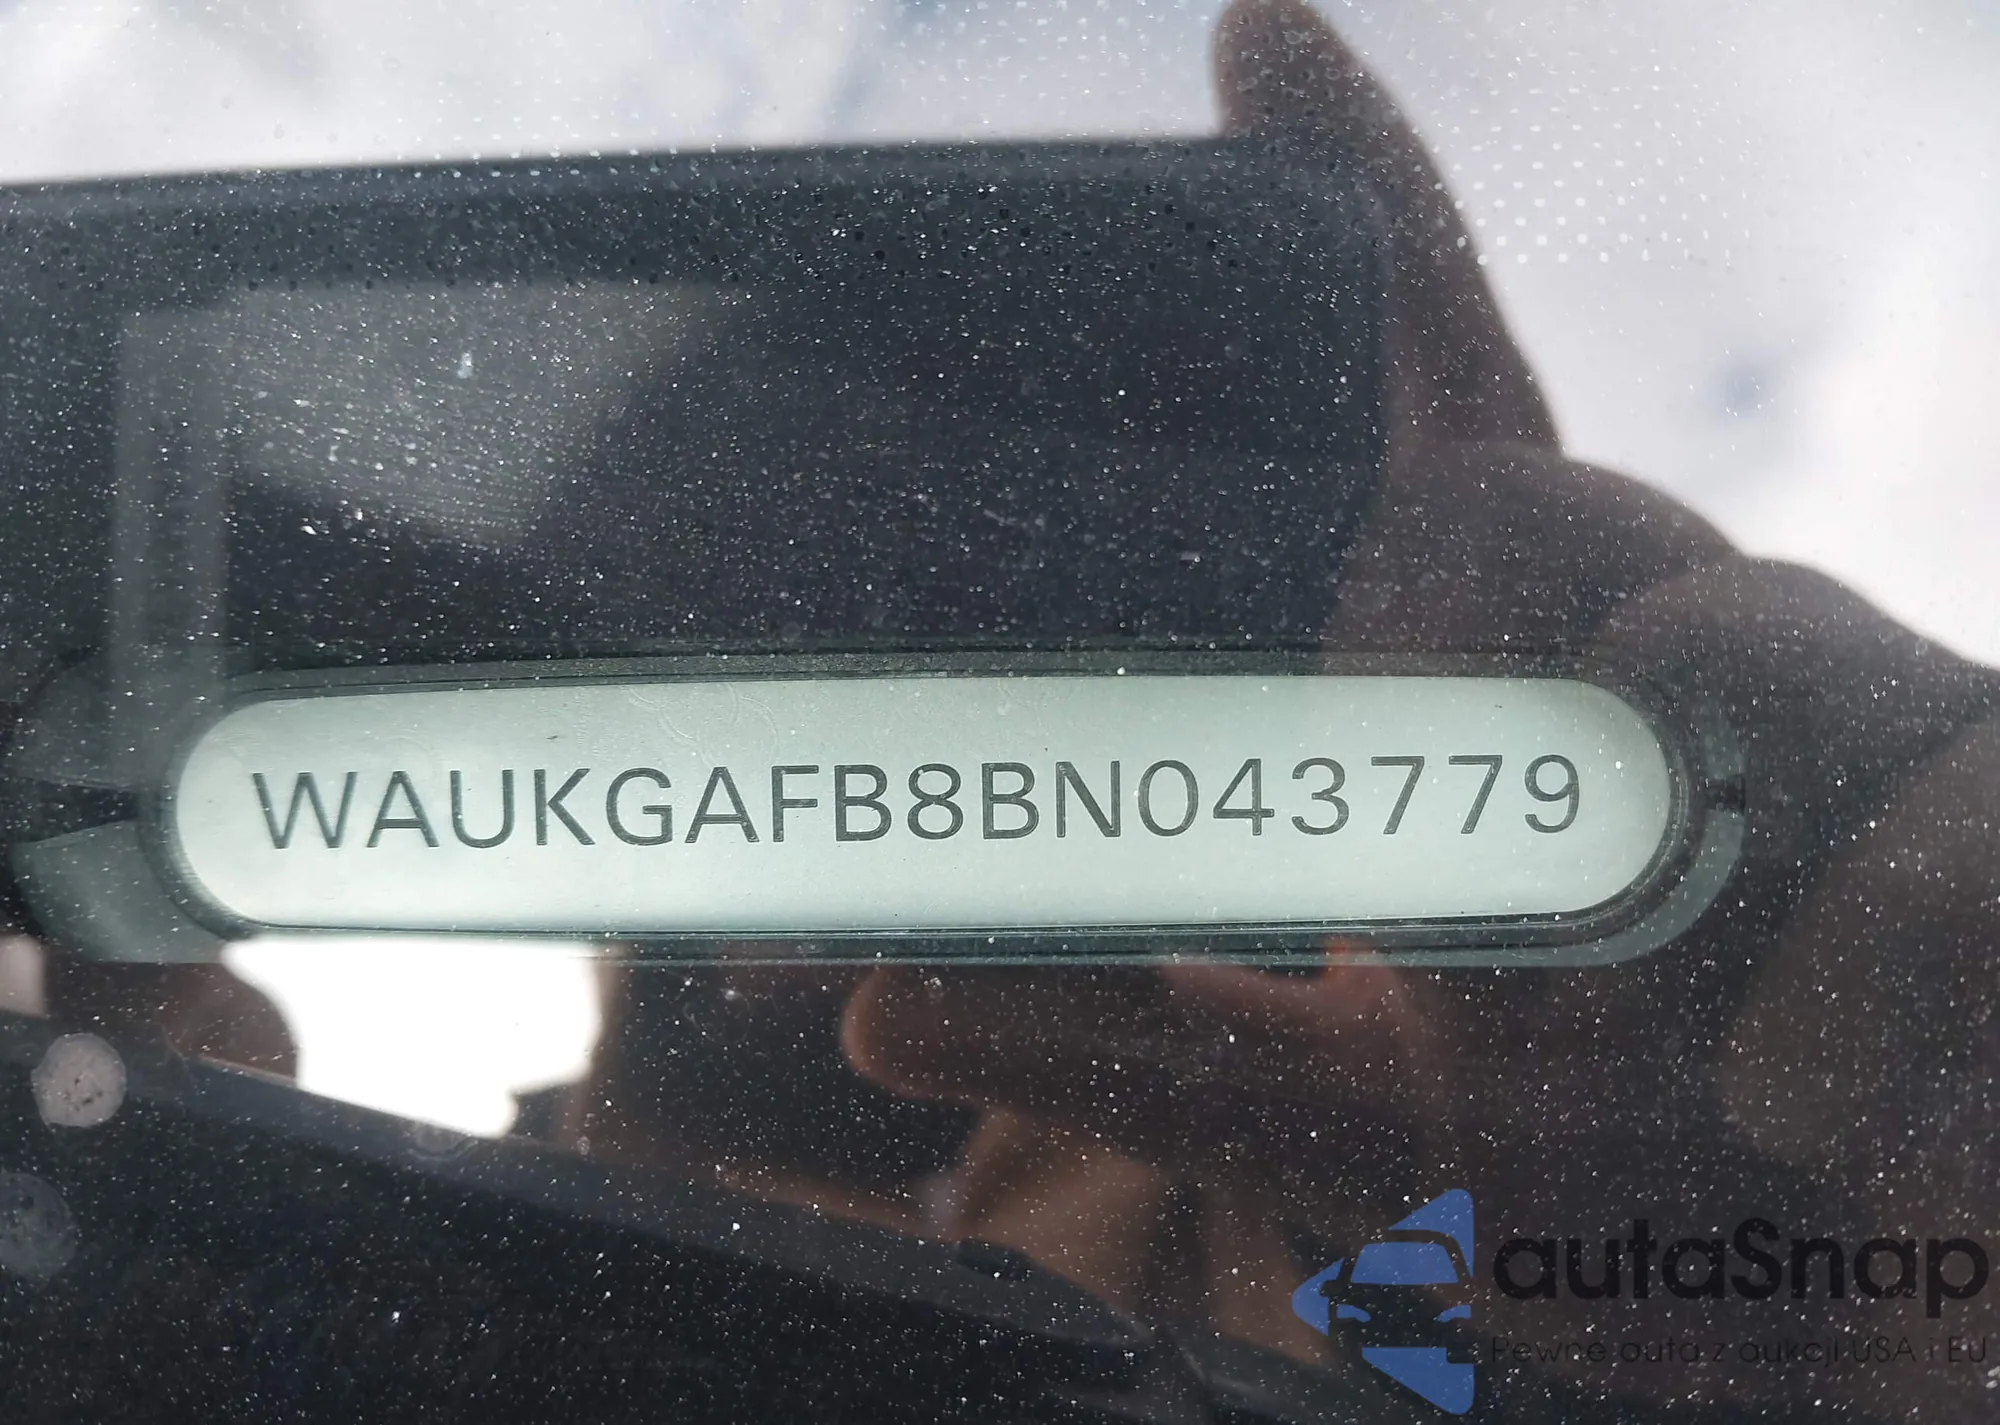 WAUKGAFB8BN043779
autaSnap
Pewne auta z aukcji USA i EU